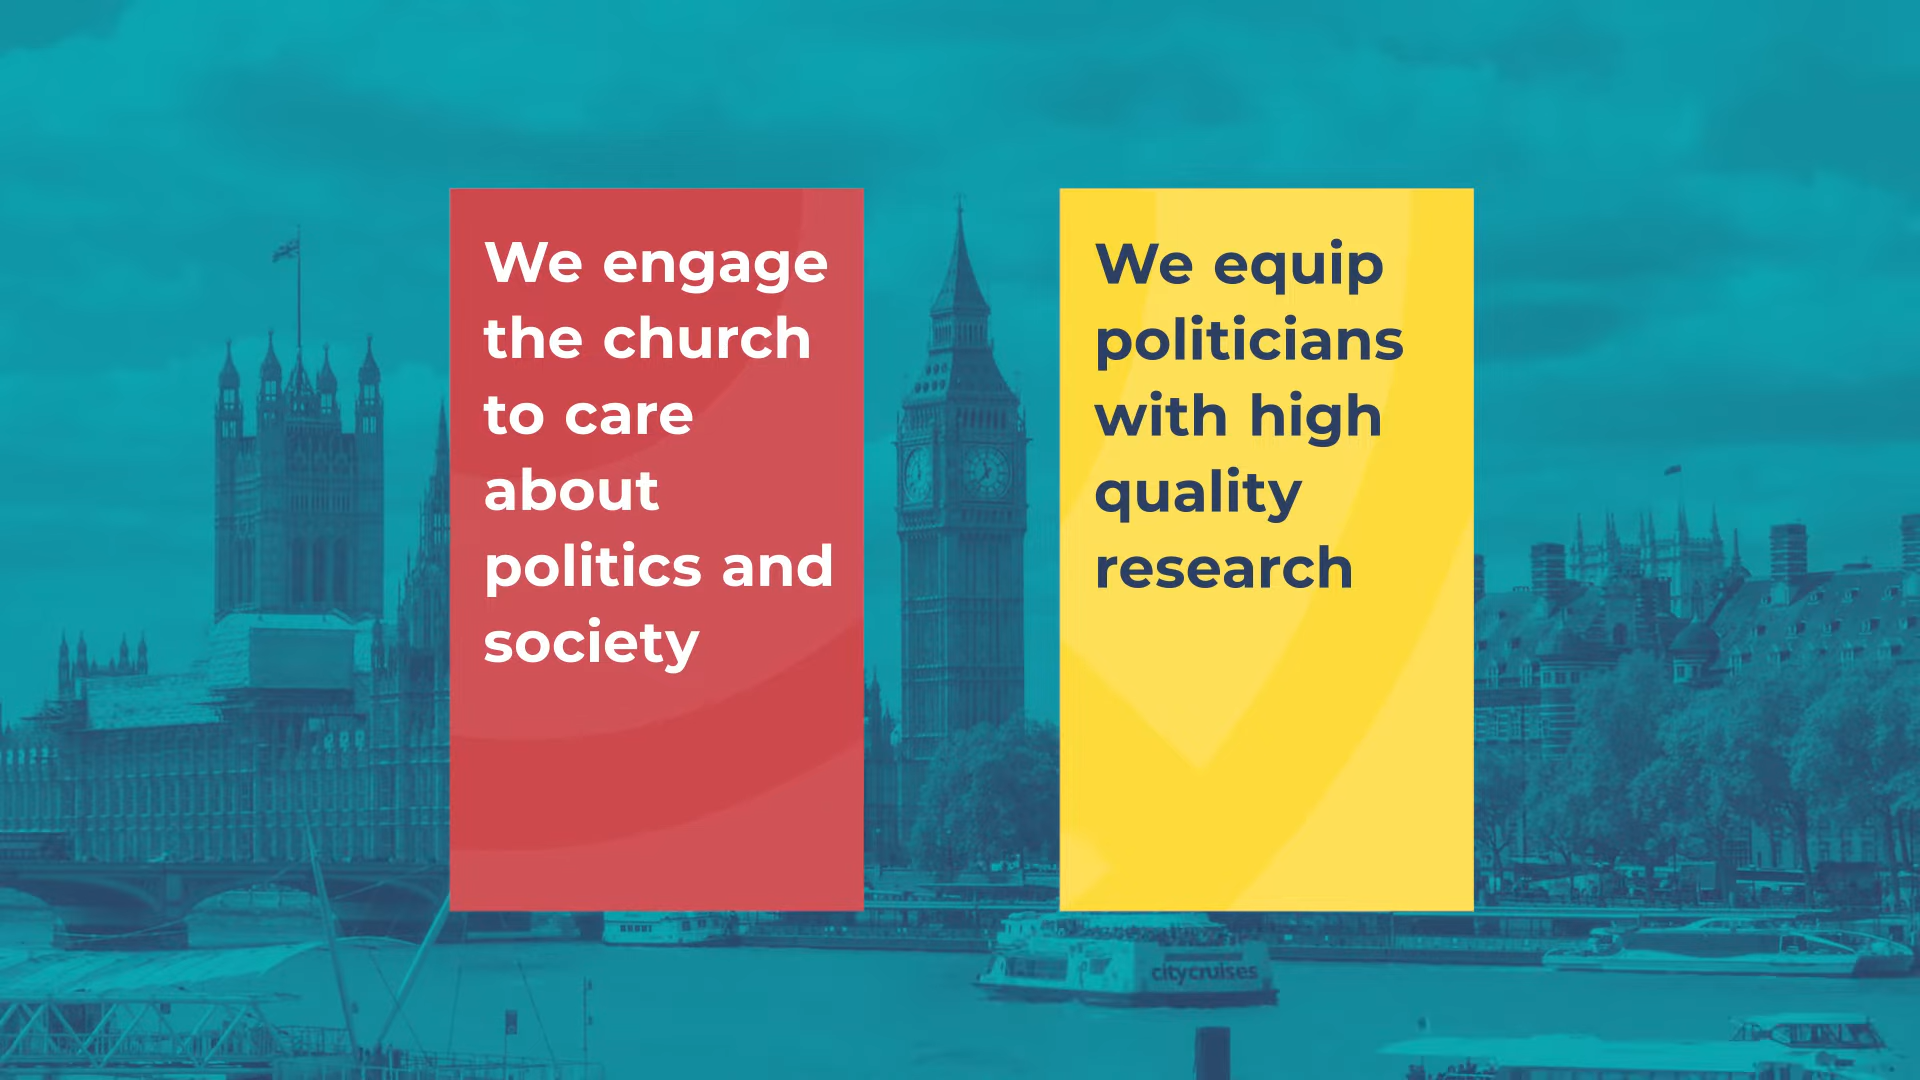 We engage
the church
to care
about
politics and
society
We equip
politicians
with high
quality
research
citycruises